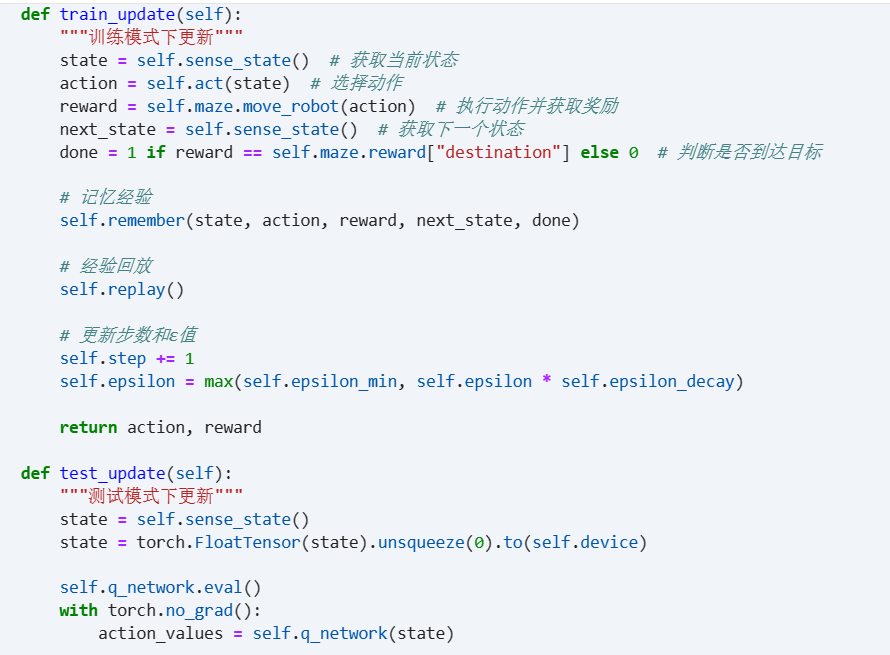 def train_update(self):
    """训练模式下更新"""
    state = self.sense_state()  # 获取当前状态
    action = self.act(state)  # 选择动作
    reward = self.maze.move_robot(action)  # 执行动作并获取奖励
    next_state = self.sense_state()  # 获取下一个状态
    done = 1 if reward == self.maze.reward["destination"] else 0  # 判断是否到达目标

    # 记忆经验
    self.remember(state, action, reward, next_state, done)

    # 经验回放
    self.replay()

    # 更新步数和ε值
    self.step += 1
    self.epsilon = max(self.epsilon_min, self.epsilon * self.epsilon_decay)

    return action, reward

def test_update(self):
    """测试模式下更新"""
    state = self.sense_state()
    state = torch.FloatTensor(state).unsqueeze(0).to(self.device)

    self.q_network.eval()
    with torch.no_grad():
        action_values = self.q_network(state)